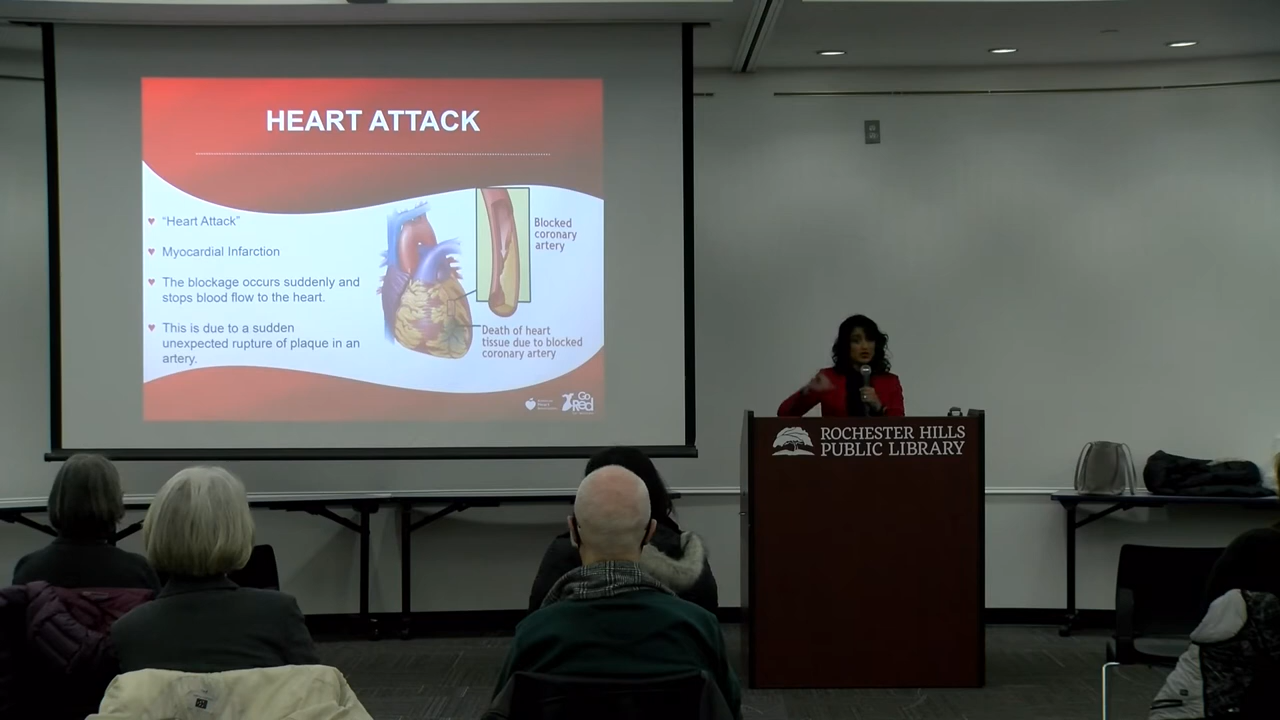 HEART ATTACK
“Heart Attack”
Myocardial Infarction
The blockage occurs suddenly and
stops blood flow to the heart.
This is due to a sudden
unexpected rupture of plaque in an
artery.
Blocked
coronary
artery
Death of heart
tissue due to blocked
coronary artery
Go
Red
ROCHESTER HILLS
PUBLIC LIBRARY